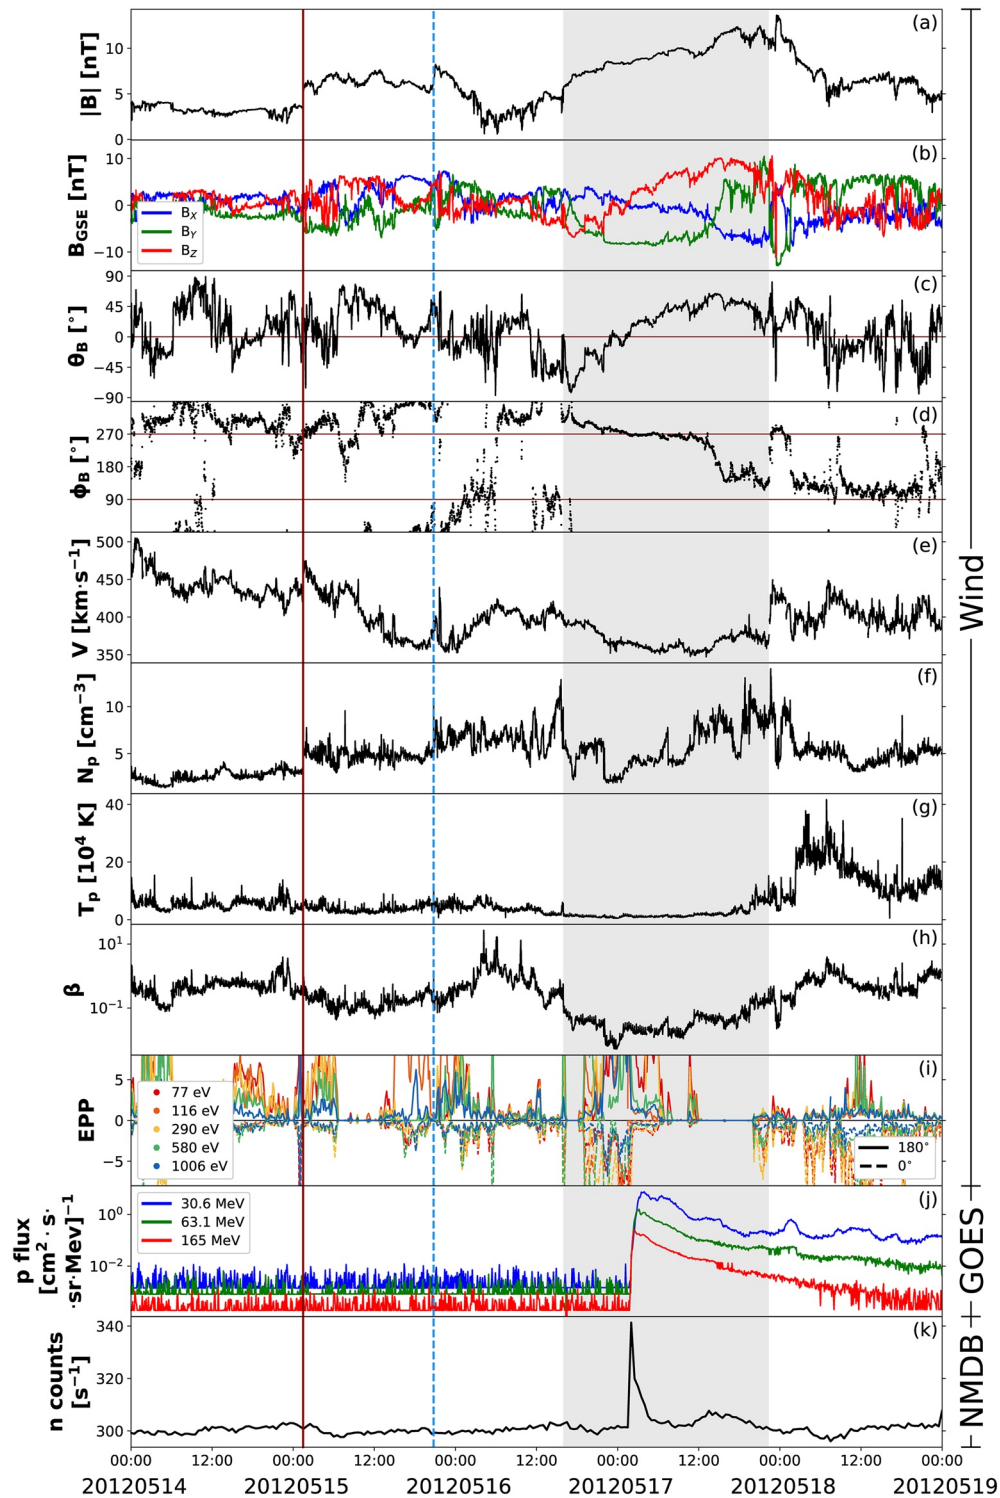 (a)
|B| [nT]
10
5
0
(b)
B_GSE [nT]
10
0
−10
B_X
B_Y
B_Z
(c)
θ_B [°]
90
45
0
−45
−90
(d)
ϕ_B [°]
270
180
90
(e)
V [km·s⁻¹]
500
450
400
350
(f)
N_p [cm⁻³]
10
5
(g)
T_p [10⁴ K]
40
20
0
(h)
β
10¹
10⁻¹
(i)
EPP
5
0
−5
77 eV
116 eV
290 eV
580 eV
1006 eV
180°
0°
(j)
p flux
[cm²·s·
·sr·MeV]⁻¹
10⁰
10⁻²
30.6 MeV
63.1 MeV
165 MeV
(k)
n counts
[s⁻¹]
340
320
300
00:00 12:00 00:00 12:00 00:00 12:00 00:00 12:00 00:00 12:00 00:00
20120514 20120515 20120516 20120517 20120518 20120519
Wind
GOES
NMDB